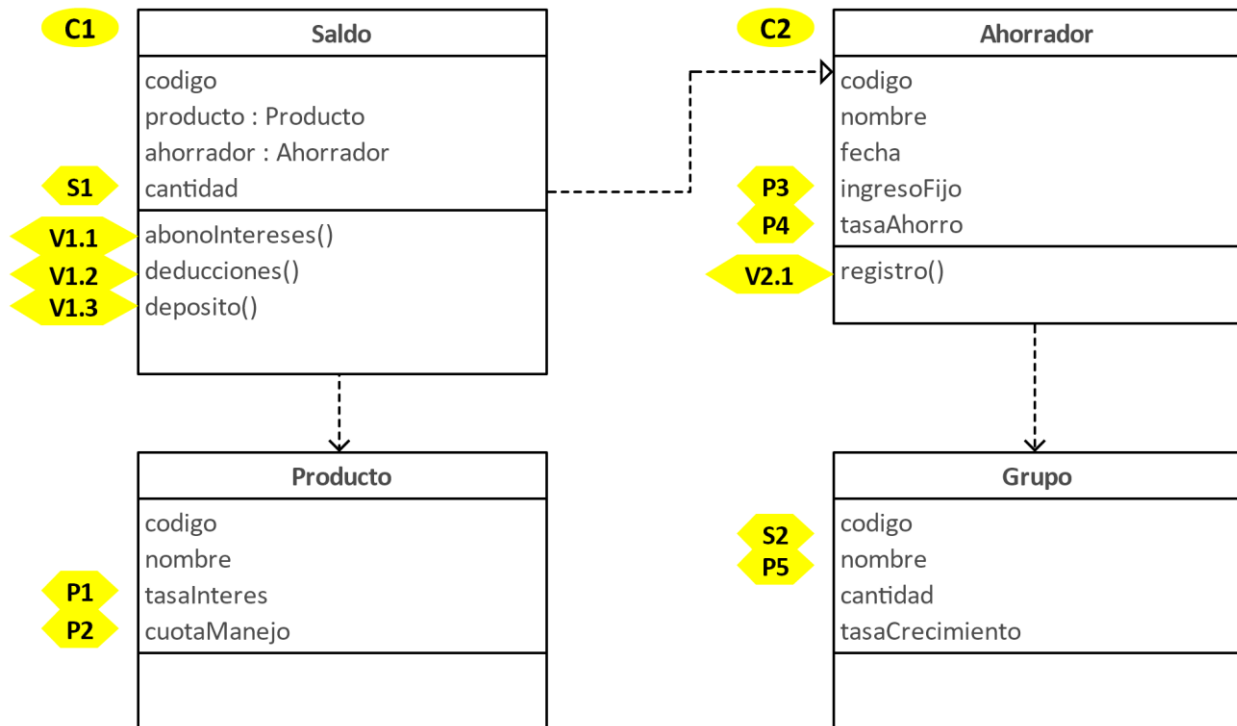 C1
Saldo
codigo
producto : Producto
ahorrador : Ahorrador
S1
cantidad
V1.1
abonoIntereses()
V1.2
deducciones()
V1.3
deposito()
C2
Ahorrador
codigo
nombre
fecha
P3
ingresoFijo
P4
tasaAhorro
V2.1
registro()
Producto
codigo
nombre
P1
tasaInteres
P2
cuotaManejo
Grupo
codigo
S2
nombre
P5
cantidad
tasaCrecimiento